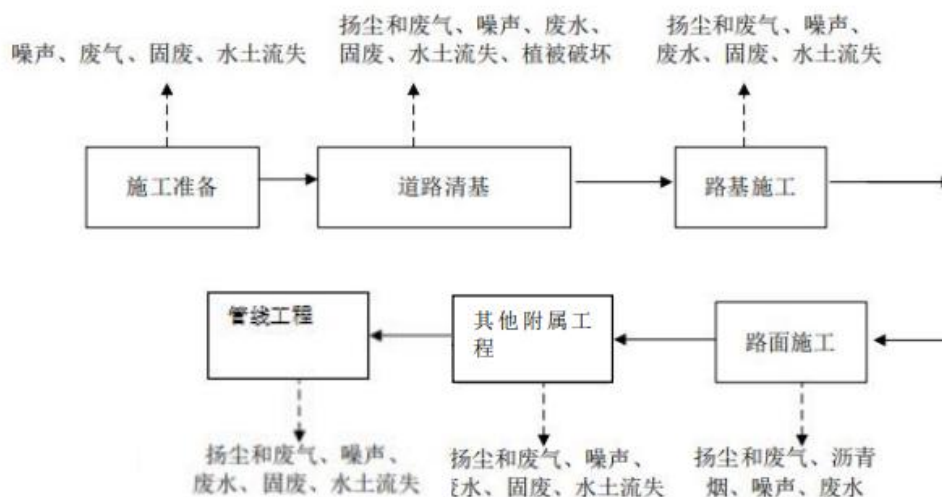 噪声、废气、固废、水土流失
扬尘和废气、噪声、废水、
固废、水土流失、植被破坏
扬尘和废气、噪声、
废水、固废、水土流失
施工准备
道路清基
路基施工
管线工程
其他附属工
程
路面施工
扬尘和废气、噪声、
废水、固废、水土流失
扬尘和废气、噪声、
废水、固废、水土流失
扬尘和废气、沥青
烟、噪声、废水